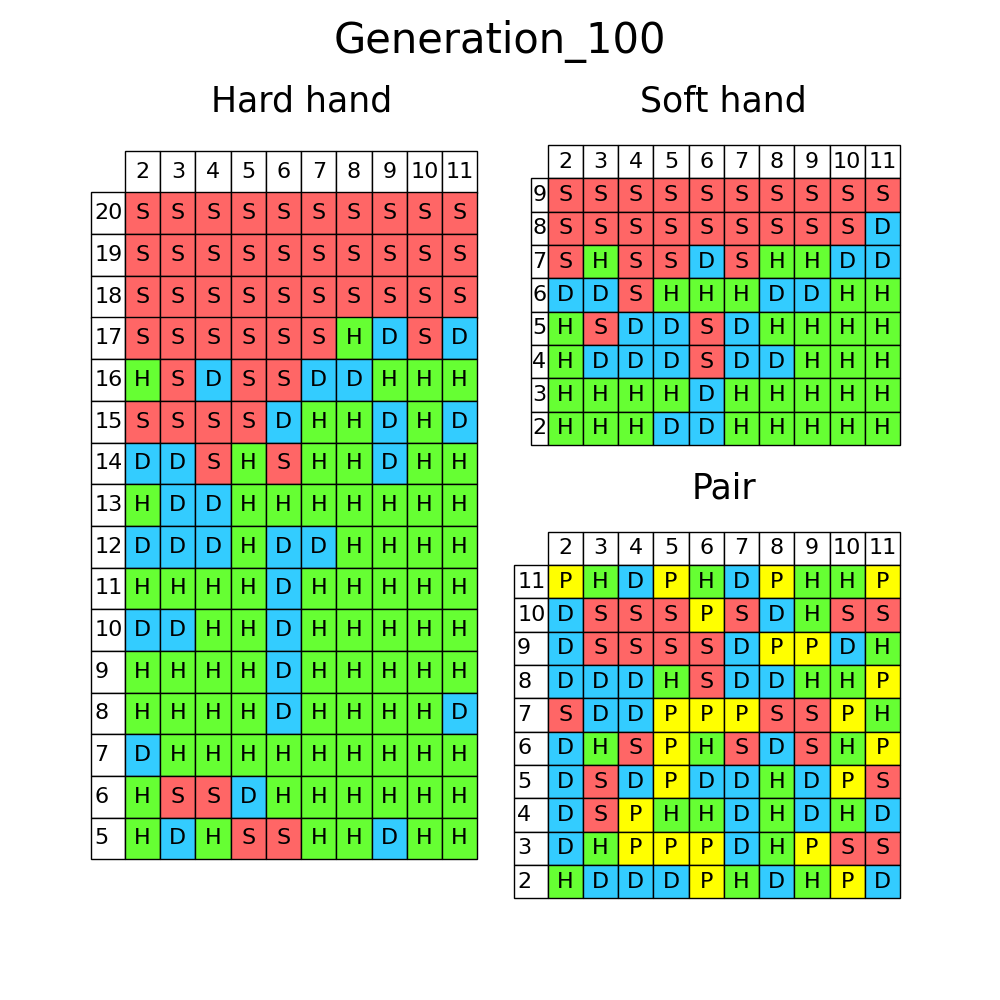 Generation_100
Hard hand
2 3 4 5 6 7 8 9 10 11
20 S S S S S S S S S S
19 S S S S S S S S S S
18 S S S S S S S S S S
17 S S S S S S H D S D
16 H S D S S D D H H H
15 S S S S D H H D H D
14 D D S H S H H D H H
13 H D D H H H H H H H
12 D D D H D D H H H H
11 H H H H D H H H H H
10 D D H H D H H H H H
9 H H H H D H H H H H
8 H H H H D H H H H D
7 D H H H H H H H H H
6 H S S D H H H H H H
5 H D H S S H H D H H
Soft hand
2 3 4 5 6 7 8 9 10 11
9 S S S S S S S S S S
8 S S S S S S S S S D
7 S H S S D S H H D D
6 D D S H H H D D H H
5 H S D D S D H H H H
4 H D D D S D D H H H
3 H H H H D H H H H H
2 H H H D D H H H H H
Pair
2 3 4 5 6 7 8 9 10 11
11 P H D P H D P H H P
10 D S S S P S D H S S
9 D S S S S D P P D H
8 D D D H S D D H H P
7 S D D P P P S S P H
6 D H S P H S D S H P
5 D S D P D D H D P S
4 D S P H H D H D H D
3 D H P P P D H P S S
2 H D D D P H D H P D